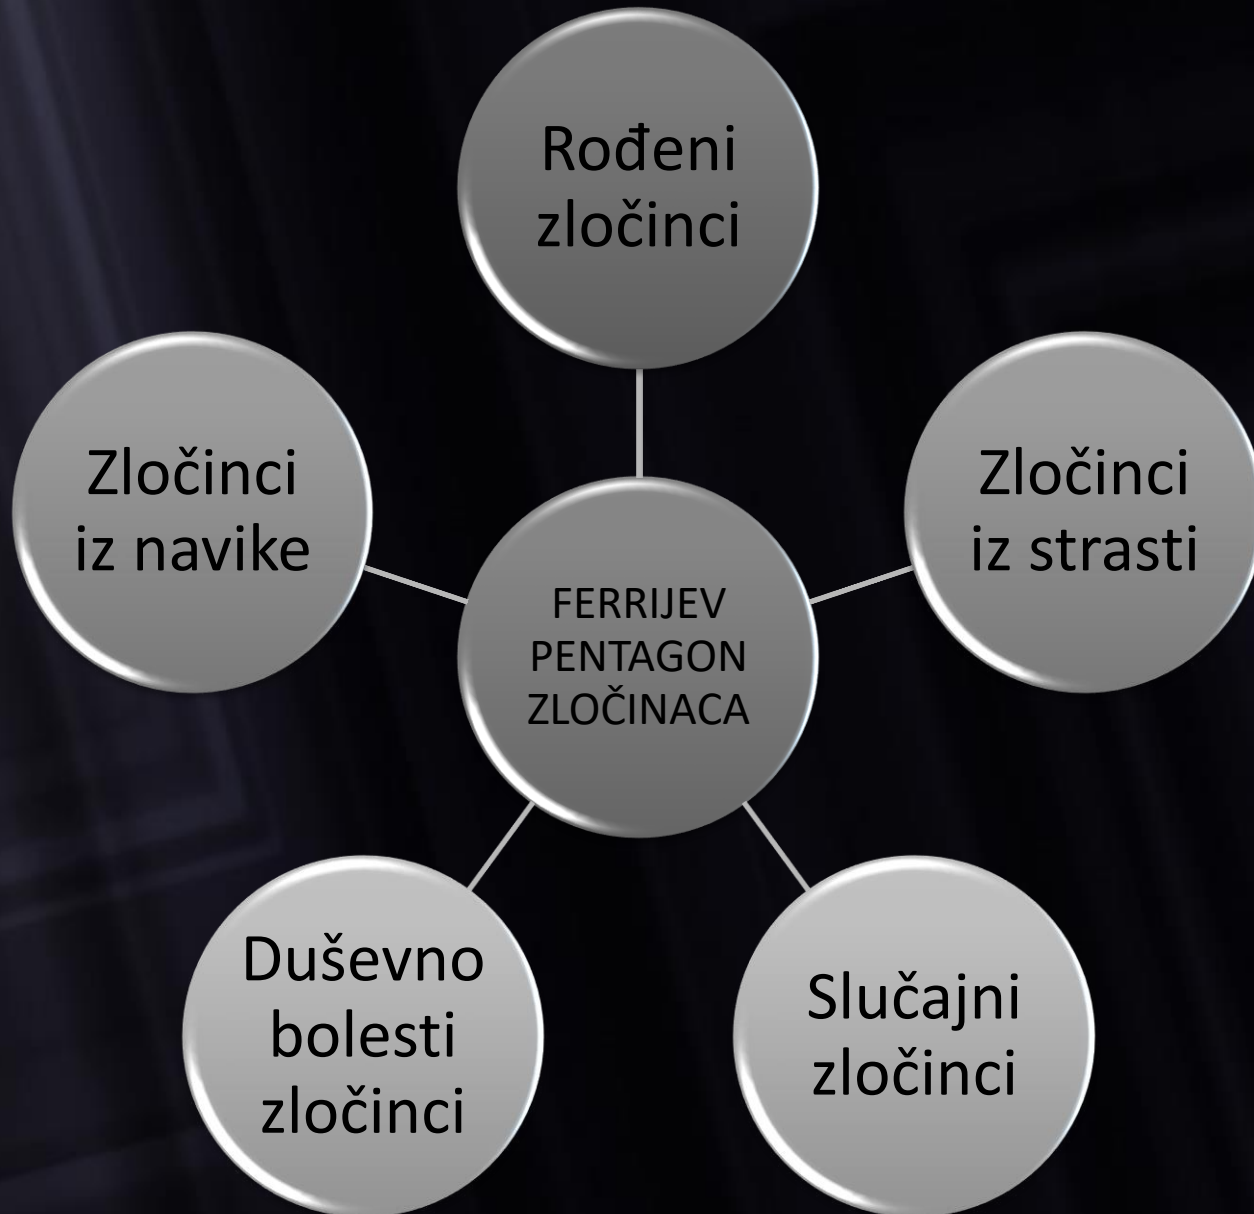 Rođeni
zločinci
Zločinci
iz navike
Zločinci
iz strasti
FERRIJEV
PENTAGON
ZLOČINACA
Duševno
bolesti
zločinci
Slučajni
zločinci